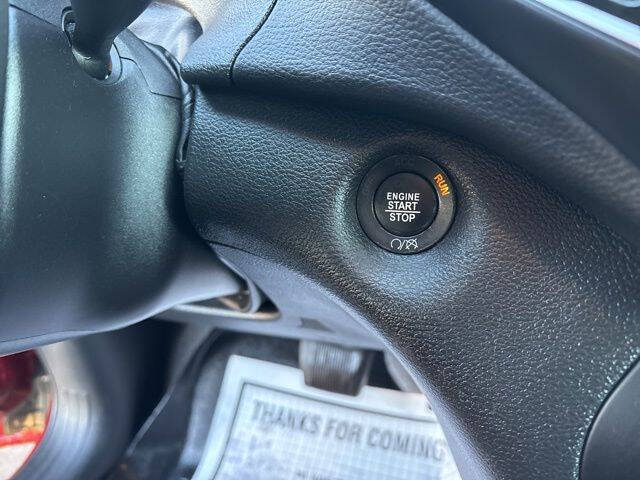 RUN
ENGINE
START
STOP
THANKS FOR COMING